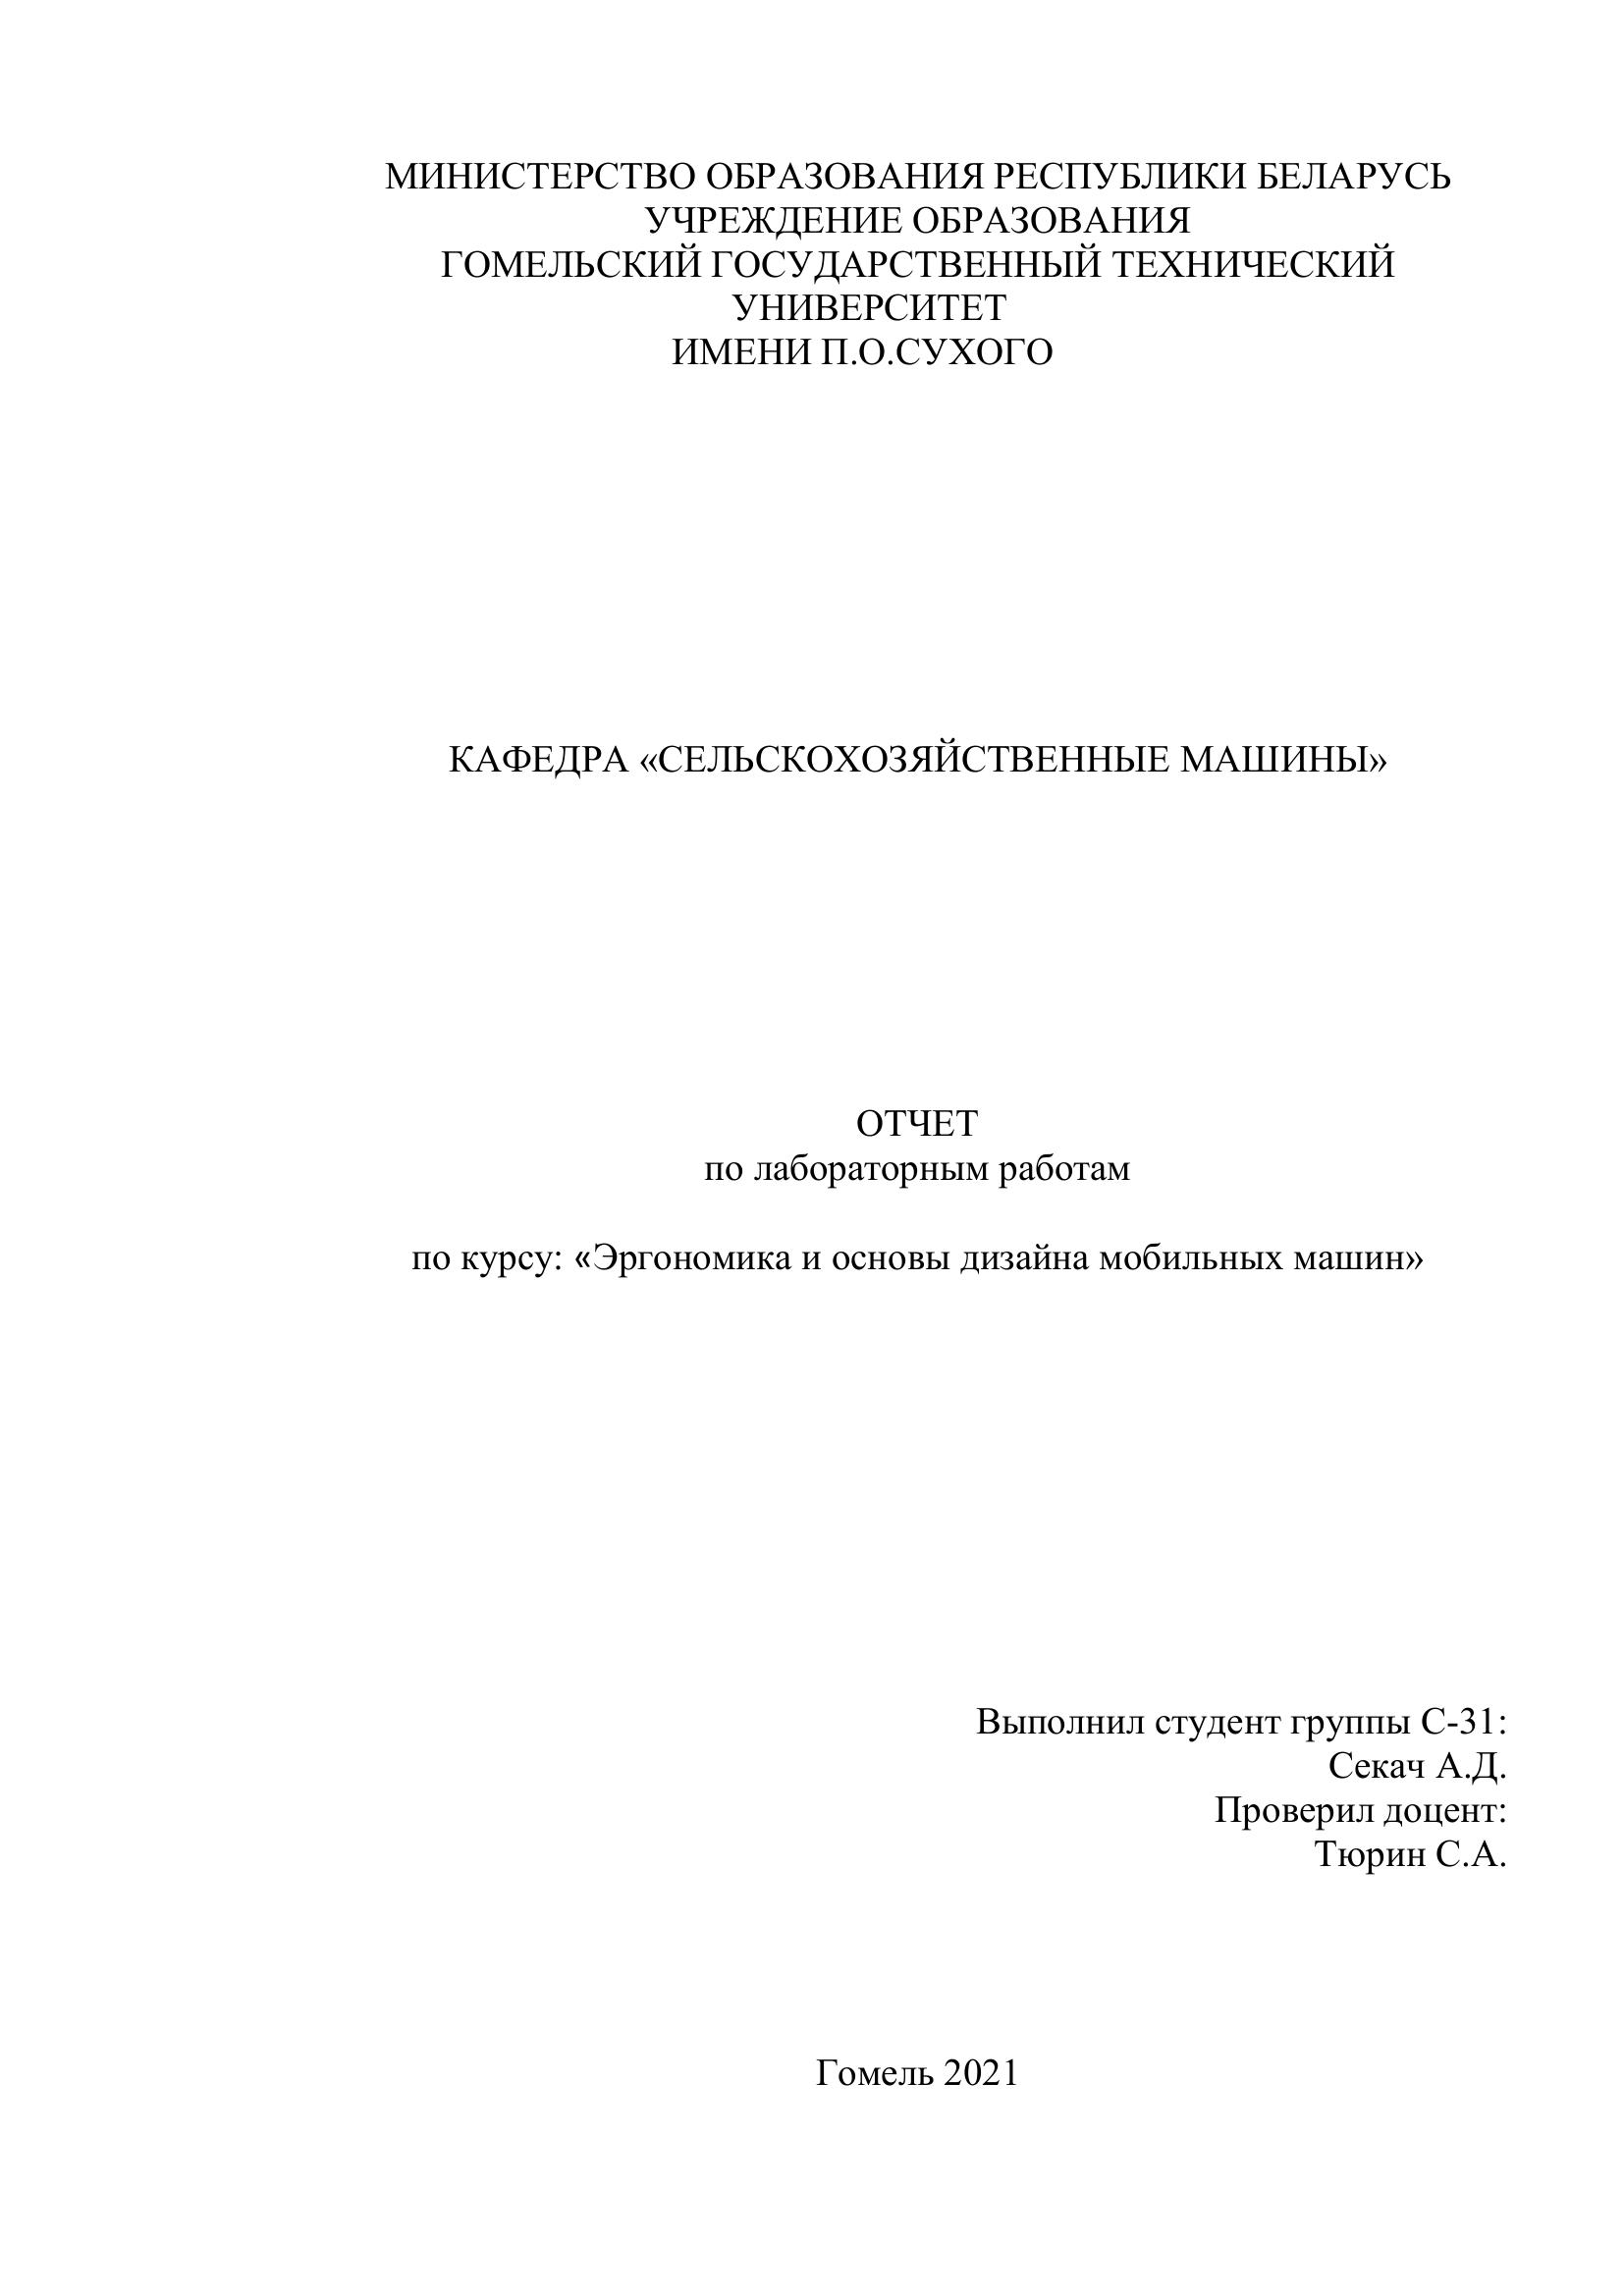 МИНИСТЕРСТВО ОБРАЗОВАНИЯ РЕСПУБЛИКИ БЕЛАРУСЬ
УЧРЕЖДЕНИЕ ОБРАЗОВАНИЯ
ГОМЕЛЬСКИЙ ГОСУДАРСТВЕННЫЙ ТЕХНИЧЕСКИЙ
УНИВЕРСИТЕТ
ИМЕНИ П.О.СУХОГО
КАФЕДРА «СЕЛЬСКОХОЗЯЙСТВЕННЫЕ МАШИНЫ»
ОТЧЕТ
по лабораторным работам
по курсу: «Эргономика и основы дизайна мобильных машин»
Выполнил студент группы С-31:
Секач А.Д.
Проверил доцент:
Тюрин С.А.
Гомель 2021